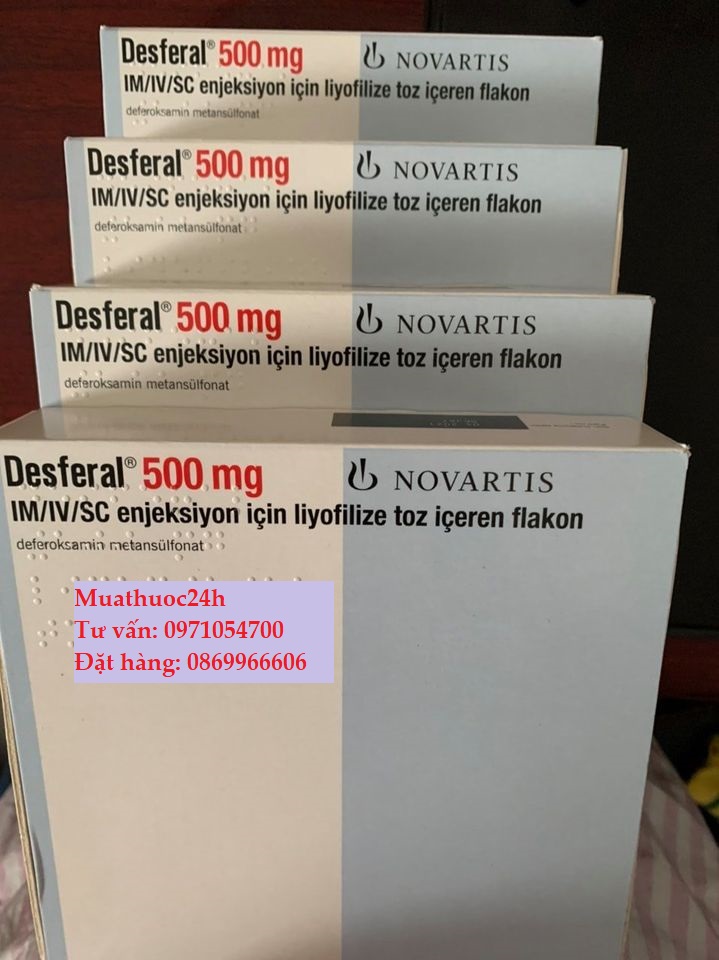 Desferal® 500 mg NOVARTIS
IM/IV/SC enjeksiyon için liyofilize toz içeren flakon
deferoksamin metansülfonat
Desferal® 500 mg NOVARTIS
IM/IV/SC enjeksiyon için liyofilize toz içeren flakon
deferoksamin metansülfonat
Desferal® 500 mg NOVARTIS
IM/IV/SC enjeksiyon için liyofilize toz içeren flakon
deferoksamin metansülfonat
Desferal® 500 mg NOVARTIS
IM/IV/SC enjeksiyon için liyofilize toz içeren flakon
deferoksamin metansülfonat
Muathuoc24h
Tư vấn: 0971054700
Đặt hàng: 0869966606